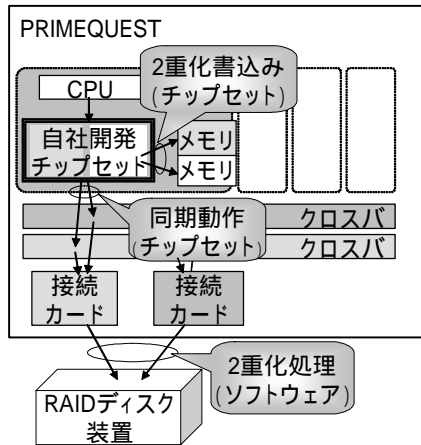 PRIMEQUEST
CPU
2重化書込み
(チップセット)
自社開発
チップセット
メモリ
メモリ
同期動作
(チップセット)
クロスバ
クロスバ
接続
カード
接続
カード
2重化処理
(ソフトウェア)
RAIDディスク
装置